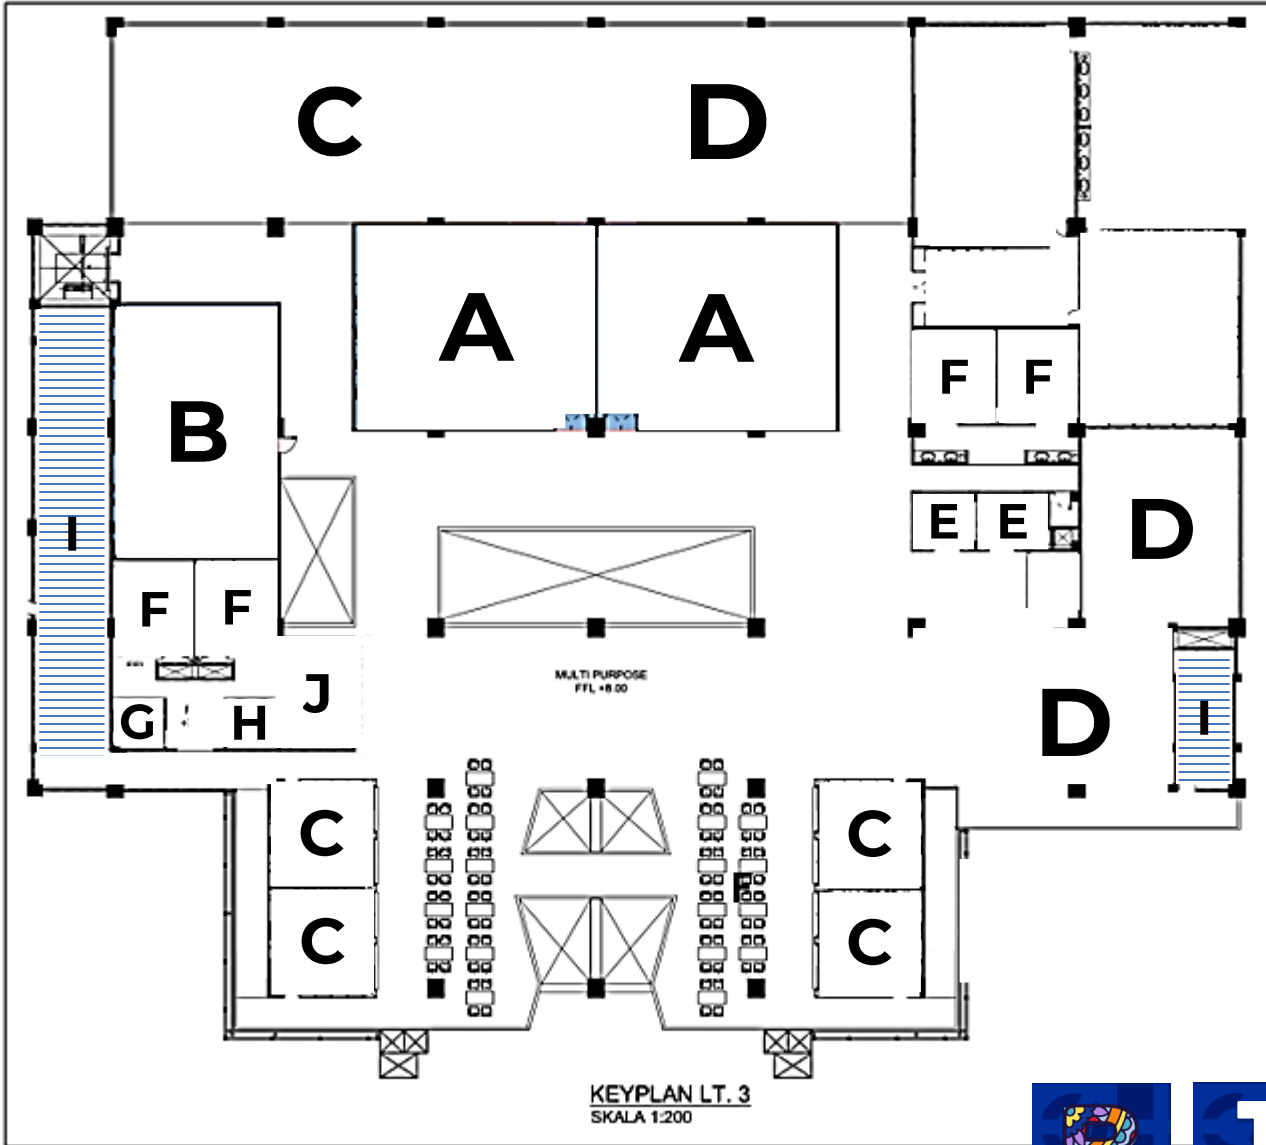 C D
A A
B
F F
I
E E
D
F F
MULTI PURPOSE
FFL +8.00
J
G H
D
I
C C
F
C C
KEYPLAN LT. 3
SKALA 1:200